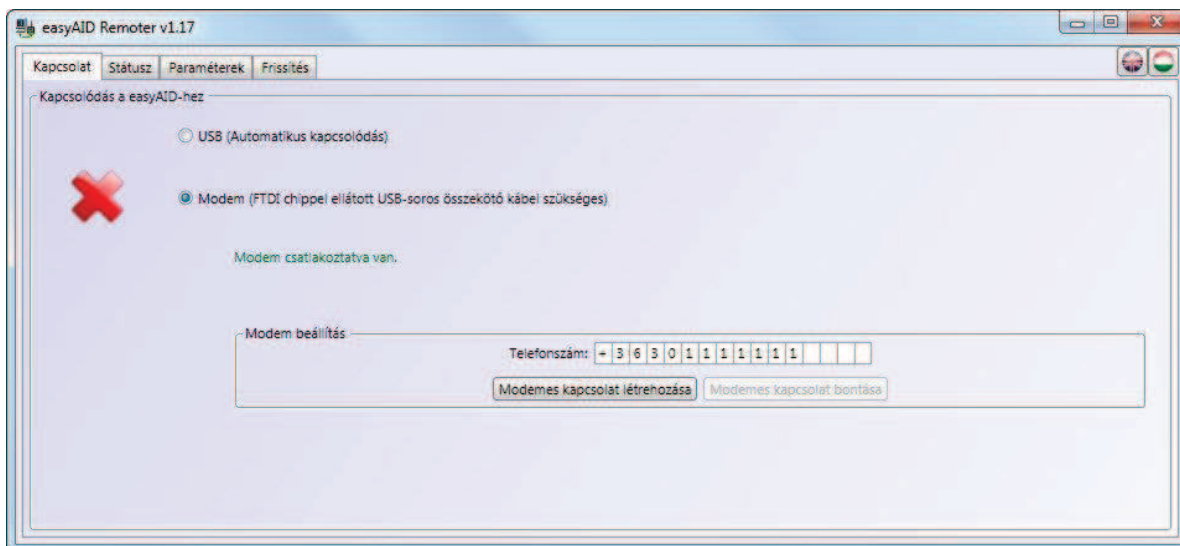 easyAID Remoter v1.17
Kapcsolat Státusz Paraméterek Frissítés
Kapcsolódás a easyAID-hez
USB (Automatikus kapcsolódás)
Modem (FTDI chippel ellátott USB-soros összekötó kábel szükséges)
Modem csatlakoztatva van.
Modem beállítás
Telefonszám: + 3 6 3 0 1 1 1 1 1 1 1
Modemes kapcsolat létrehozása Modemes kapcsolat bontása